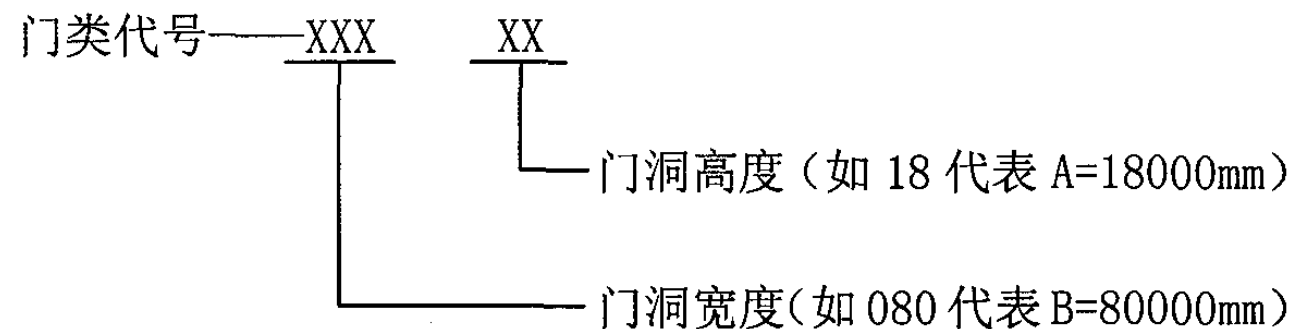 门类代号——XXX XX
门洞高度（如 18 代表 A=18000mm）
门洞宽度（如 080 代表 B=80000mm）